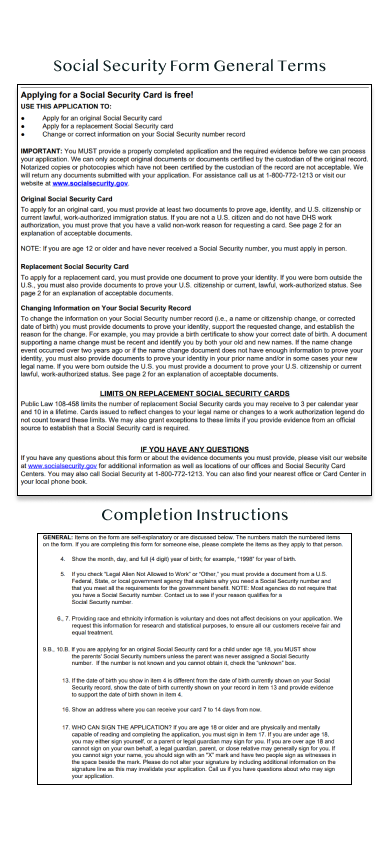 Social Security Form General Terms
Applying for a Social Security Card is free!
USE THIS APPLICATION TO:
● Apply for an original Social Security card
● Apply for a replacement Social Security card
● Change or correct information on your Social Security number record
IMPORTANT: You MUST provide a properly completed application and the required evidence before we can process
your application. We can only accept original documents or documents certified by the custodian of the original record.
Notarized copies or photocopies which have not been certified by the custodian of the record are not acceptable. We
will return any documents submitted with your application. For assistance call us at 1-800-772-1213 or visit our
website at www.socialsecurity.gov.
Original Social Security Card
To apply for an original card, you must provide at least two documents to prove age, identity, and U.S. citizenship or
current lawful, work-authorized immigration status. If you are not a U.S. citizen and do not have DHS work
authorization, you must prove that you have a valid non-work reason for requesting a card. See page 2 for an
explanation of acceptable documents.
NOTE: If you are age 12 or older and have never received a Social Security number, you must apply in person.
Replacement Social Security Card
To apply for a replacement card, you must provide one document to prove your identity. If you were born outside the
U.S., you must also provide documents to prove your U.S. citizenship or current, lawful, work-authorized status. See
page 2 for an explanation of acceptable documents.
Changing Information on Your Social Security Record
To change the information on your Social Security number record (i.e., a name or citizenship change, or corrected
date of birth) you must provide documents to prove your identity, support the requested change, and establish the
reason for the change. For example, you may provide a birth certificate to show your correct date of birth. A document
supporting a name change must be recent and identify you by both your old and new names. If the name change
event occurred over two years ago or if the name change document does not have enough information to prove your
identity, you must also provide documents to prove your identity in your prior name and/or in some cases your new
legal name. If you were born outside the U.S. you must provide a document to prove your U.S. citizenship or current
lawful, work-authorized status. See page 2 for an explanation of acceptable documents.
LIMITS ON REPLACEMENT SOCIAL SECURITY CARDS
Public Law 108-458 limits the number of replacement Social Security cards you may receive to 3 per calendar year
and 10 in a lifetime. Cards issued to reflect changes to your legal name or changes to a work authorization legend do
not count toward these limits. We may also grant exceptions to these limits if you provide evidence from an official
source to establish that a Social Security card is required.
IF YOU HAVE ANY QUESTIONS
If you have any questions about this form or about the evidence documents you must provide, please visit our website
at www.socialsecurity.gov for additional information as well as locations of our offices and Social Security Card
Centers. You may also call Social Security at 1-800-772-1213. You can also find your nearest office or Card Center in
your local phone book.
Completion Instructions
GENERAL: Items on the form are self-explanatory or are discussed below. The numbers match the numbered items
on the form. If you are completing this form for someone else, please complete the items as they apply to that person.
4. Show the month, day, and full (4 digit) year of birth; for example, "1998" for year of birth.
5. If you check "Legal Alien Not Allowed to Work" or "Other," you must provide a document from a U.S.
Federal, State, or local government agency that explains why you need a Social Security number and
that you meet all the requirements for the government benefit. NOTE: Most agencies do not require that
you have a Social Security number. Contact us to see if your reason qualifies for a
Social Security number.
6., 7. Providing race and ethnicity information is voluntary and does not affect decisions on your application. We
request this information for research and statistical purposes, to ensure all our customers receive fair and
equal treatment.
9.B., 10.B. If you are applying for an original Social Security card for a child under age 18, you MUST show
the parents' Social Security numbers unless the parent was never assigned a Social Security
number. If the number is not known and you cannot obtain it, check the "unknown" box.
13. If the date of birth you show in item 4 is different from the date of birth currently shown on your Social
Security record, show the date of birth currently shown on your record in item 13 and provide evidence
to support the date of birth shown in item 4.
16. Show an address where you can receive your card 7 to 14 days from now.
17. WHO CAN SIGN THE APPLICATION? If you are age 18 or older and are physically and mentally
capable of reading and completing the application, you must sign in item 17. If you are under age 18,
you may either sign yourself, or a parent or legal guardian may sign for you. If you are over age 18 and
cannot sign on your own behalf, a legal guardian, parent, or close relative may generally sign for you. If
you cannot sign your name, you should sign with an "X" mark and have two people sign as witnesses in
the space beside the mark. Please do not alter your signature by including additional information on the
signature line as this may invalidate your application. Call us if you have questions about who may sign
your application.